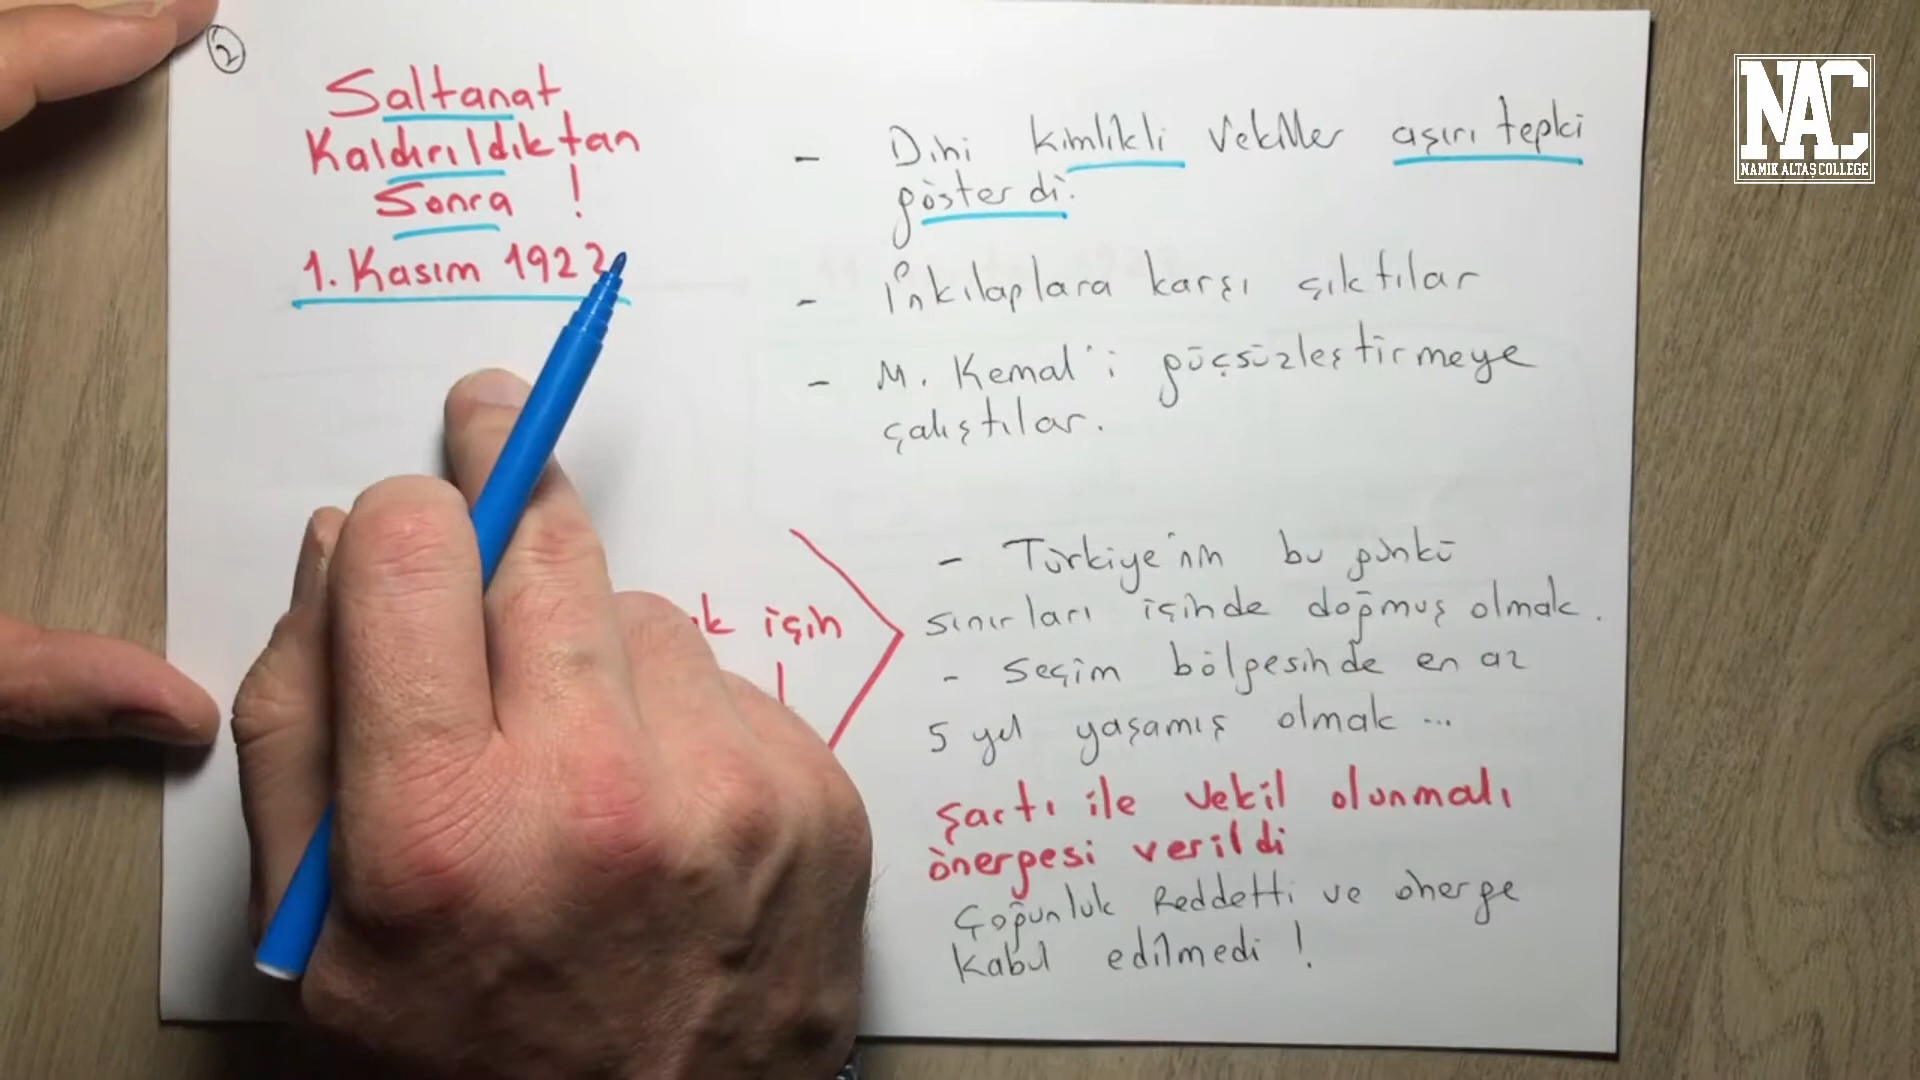 2
Saltanat
Kaldırıldıktan
Sonra !
1. Kasım 1922
- Dini kimlikli Vekiller aşırı tepki
gösterdi.
- İnkılaplara karşı çıktılar
- M. Kemal'i güçsüzleştirmeye
çalıştılar.
için
- Türkiye'nin bu günkü
sınırları içinde doğmuş olmak.
- Seçim bölgesinde en az
5 yıl yaşamış olmak ...
şartı ile Vekil olunmalı
önergesi verildi
Çoğunluk Reddetti ve önerge
kabul edilmedi !
NAC
NAMIK ALTAŞ COLLEGE